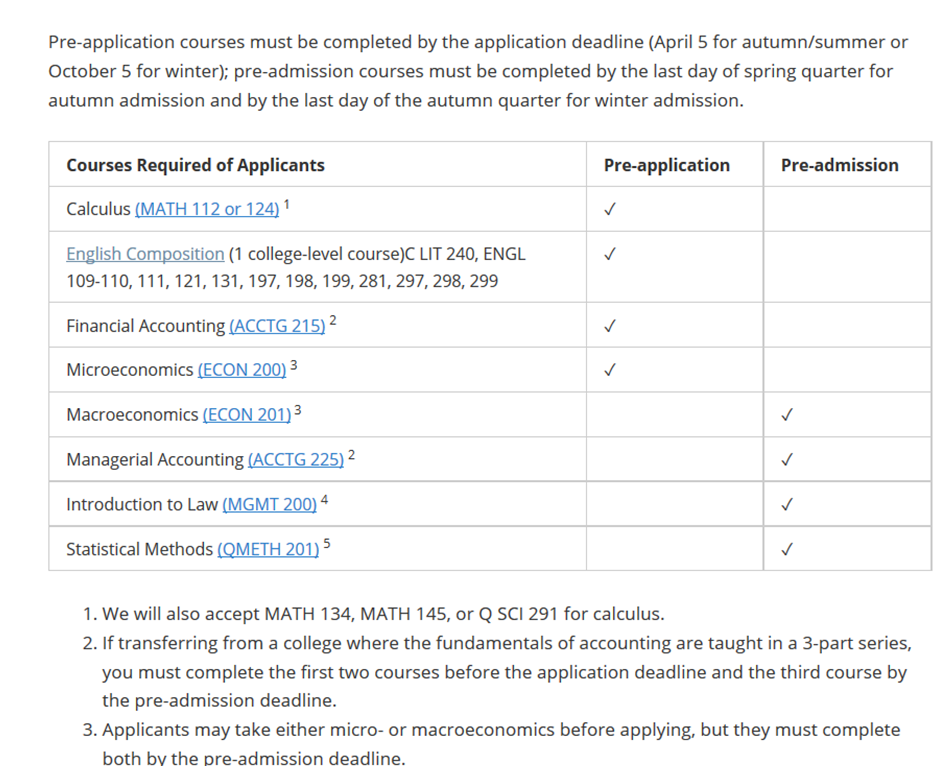 Pre-application courses must be completed by the application deadline (April 5 for autumn/summer or
October 5 for winter); pre-admission courses must be completed by the last day of spring quarter for
autumn admission and by the last day of the autumn quarter for winter admission.
Courses Required of Applicants Pre-application Pre-admission
Calculus (MATH 112 or 124) 1 ✓
English Composition (1 college-level course)C LIT 240, ENGL ✓
109-110, 111, 121, 131, 197, 198, 199, 281, 297, 298, 299
Financial Accounting (ACCTG 215) 2 ✓
Microeconomics (ECON 200) 3 ✓
Macroeconomics (ECON 201) 3 ✓
Managerial Accounting (ACCTG 225) 2 ✓
Introduction to Law (MGMT 200) 4 ✓
Statistical Methods (QMETH 201) 5 ✓
1. We will also accept MATH 134, MATH 145, or Q SCI 291 for calculus.
2. If transferring from a college where the fundamentals of accounting are taught in a 3-part series,
you must complete the first two courses before the application deadline and the third course by
the pre-admission deadline.
3. Applicants may take either micro- or macroeconomics before applying, but they must complete
both by the pre-admission deadline.